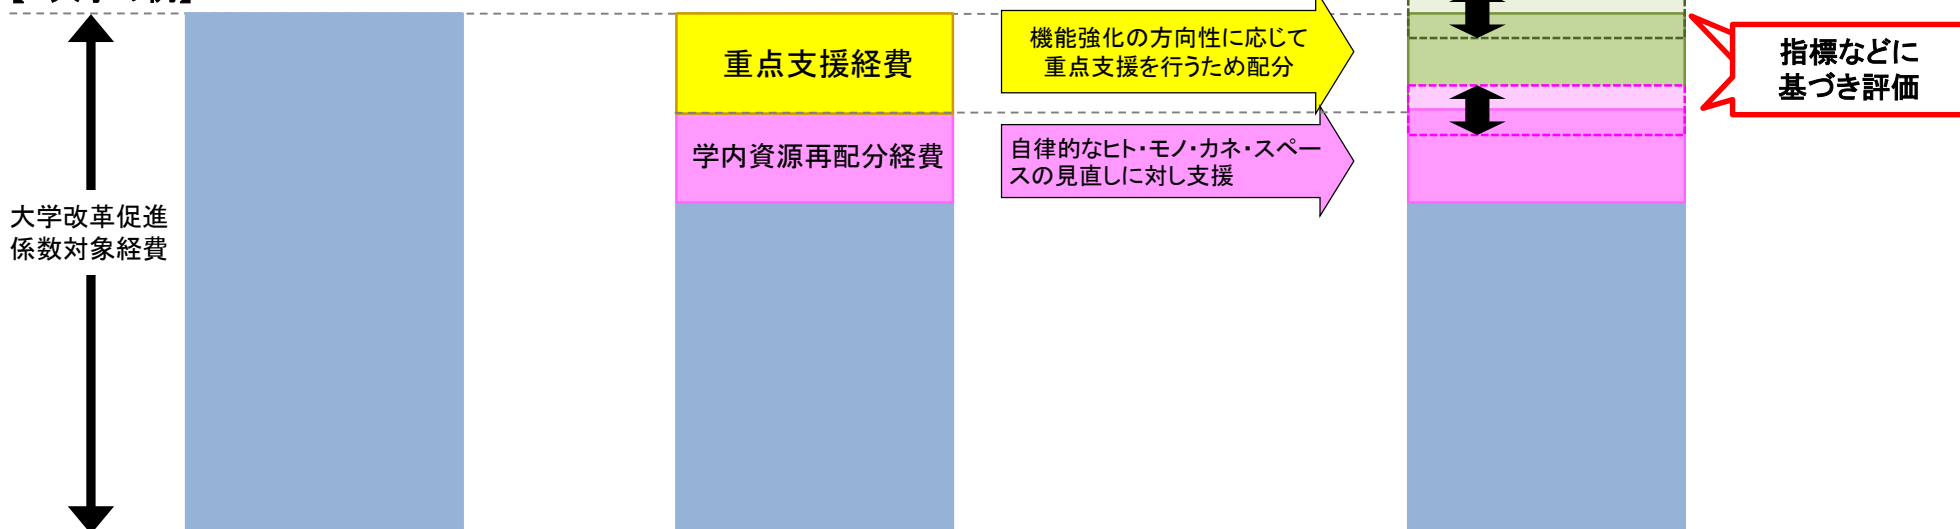 重点支援経費
機能強化の方向性に応じて
重点支援を行うため配分
指標などに
基づき評価
学内資源再配分経費
自律的なヒト・モノ・カネ・スペー
スの見直しに対し支援
大学改革促進
係数対象経費